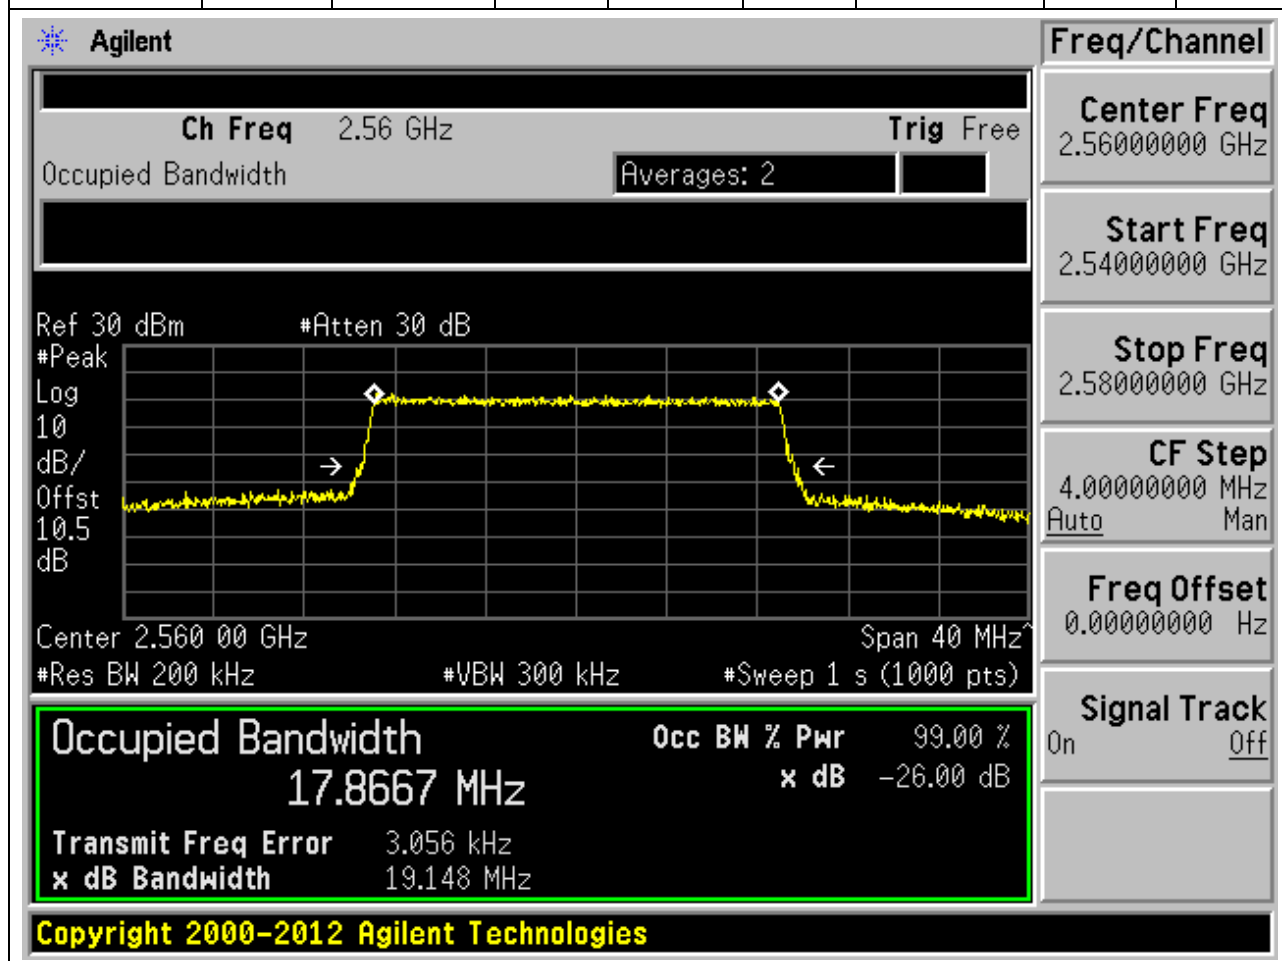 Agilent
Freq/Channel
Ch Freq 2.56 GHz Trig Free
Occupied Bandwidth Averages: 2
Ref 30 dBm #Atten 30 dB
#Peak
Log
10
dB/
Offst
10.5
dB
Center 2.560 00 GHz Span 40 MHz^
#Res BW 200 kHz #VBW 300 kHz #Sweep 1 s (1000 pts)
Occupied Bandwidth Occ BW % Pwr 99.00 %
17.8667 MHz x dB -26.00 dB
Transmit Freq Error 3.056 kHz
x dB Bandwidth 19.148 MHz
Copyright 2000-2012 Agilent Technologies
Center Freq
2.56000000 GHz
Start Freq
2.54000000 GHz
Stop Freq
2.58000000 GHz
CF Step
4.00000000 MHz
Auto Man
Freq Offset
0.00000000 Hz
Signal Track
On Off